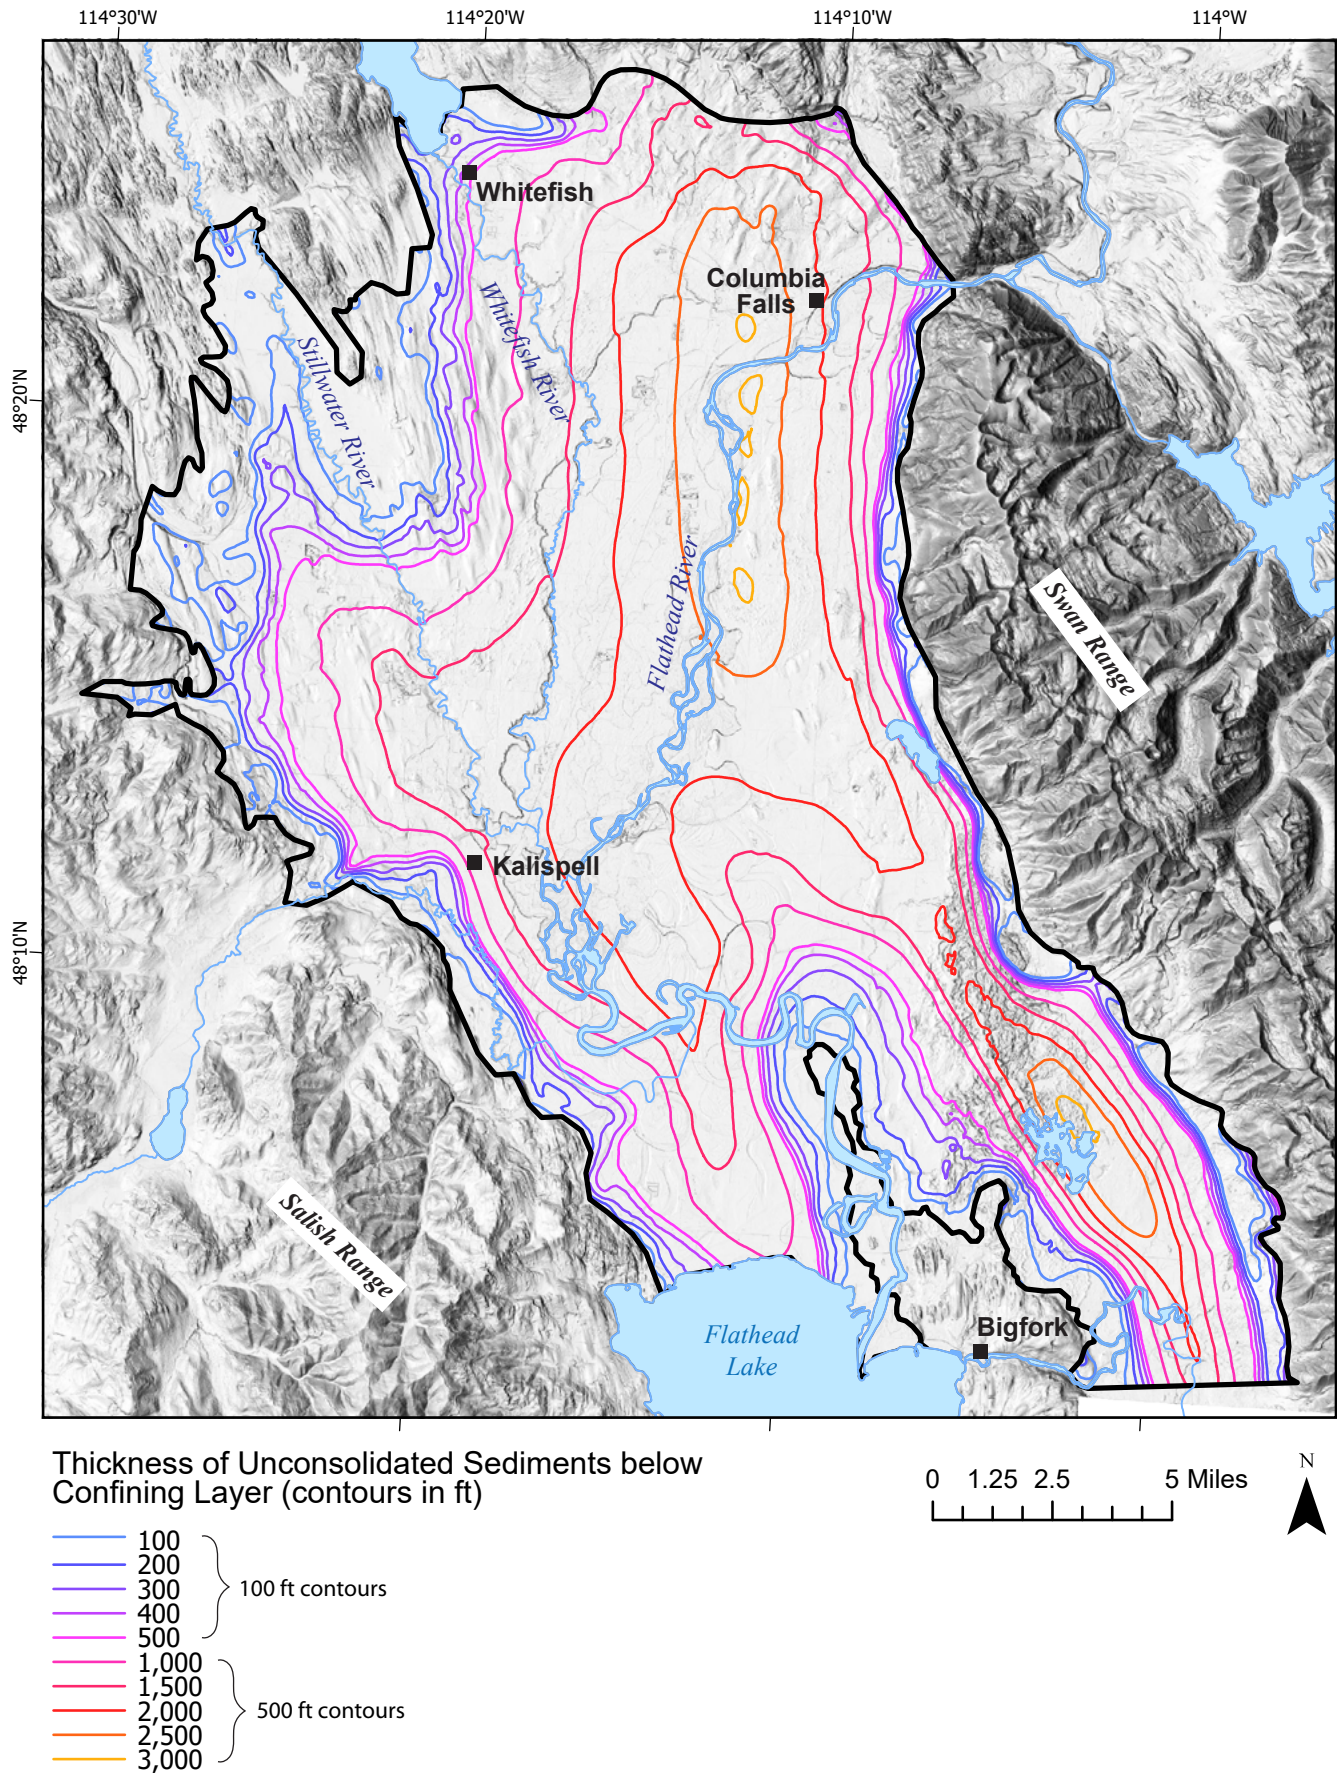 114°30'W 114°20'W 114°10'W 114°W
Whitefish
Columbia
Falls
Whitefish River
Stillwater River
48°20'N
Flathead River
Swan Range
Kalispell
48°10'N
Salish Range
Flathead
Lake
Bigfork
Thickness of Unconsolidated Sediments below
Confining Layer (contours in ft)
100
200
300
400
500
100 ft contours
1,000
1,500
2,000
2,500
3,000
500 ft contours
0 1.25 2.5 5 Miles
N